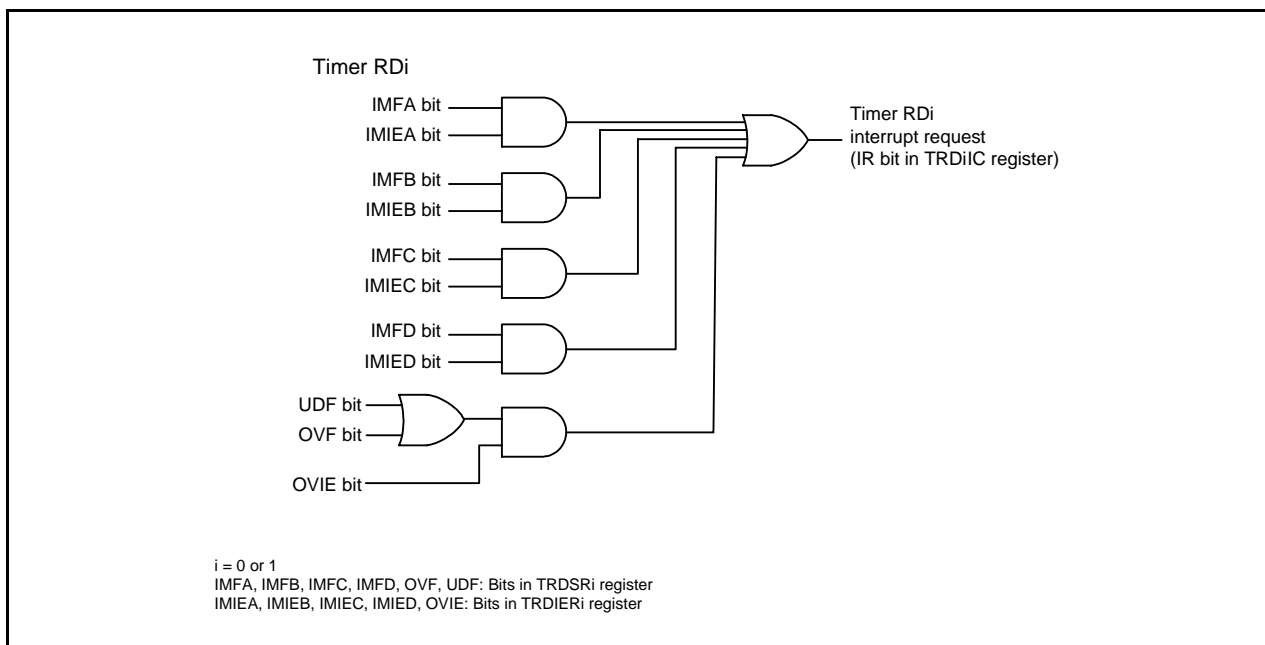 Timer RDi
IMFA bit
IMIEA bit
IMFB bit
IMIEB bit
IMFC bit
IMIEC bit
IMFD bit
IMIED bit
UDF bit
OVF bit
OVIE bit
Timer RDi
interrupt request
(IR bit in TRDiIC register)
i = 0 or 1
IMFA, IMFB, IMFC, IMFD, OVF, UDF: Bits in TRDSRi register
IMIEA, IMIEB, IMIEC, IMIED, OVIE: Bits in TRDIERi register